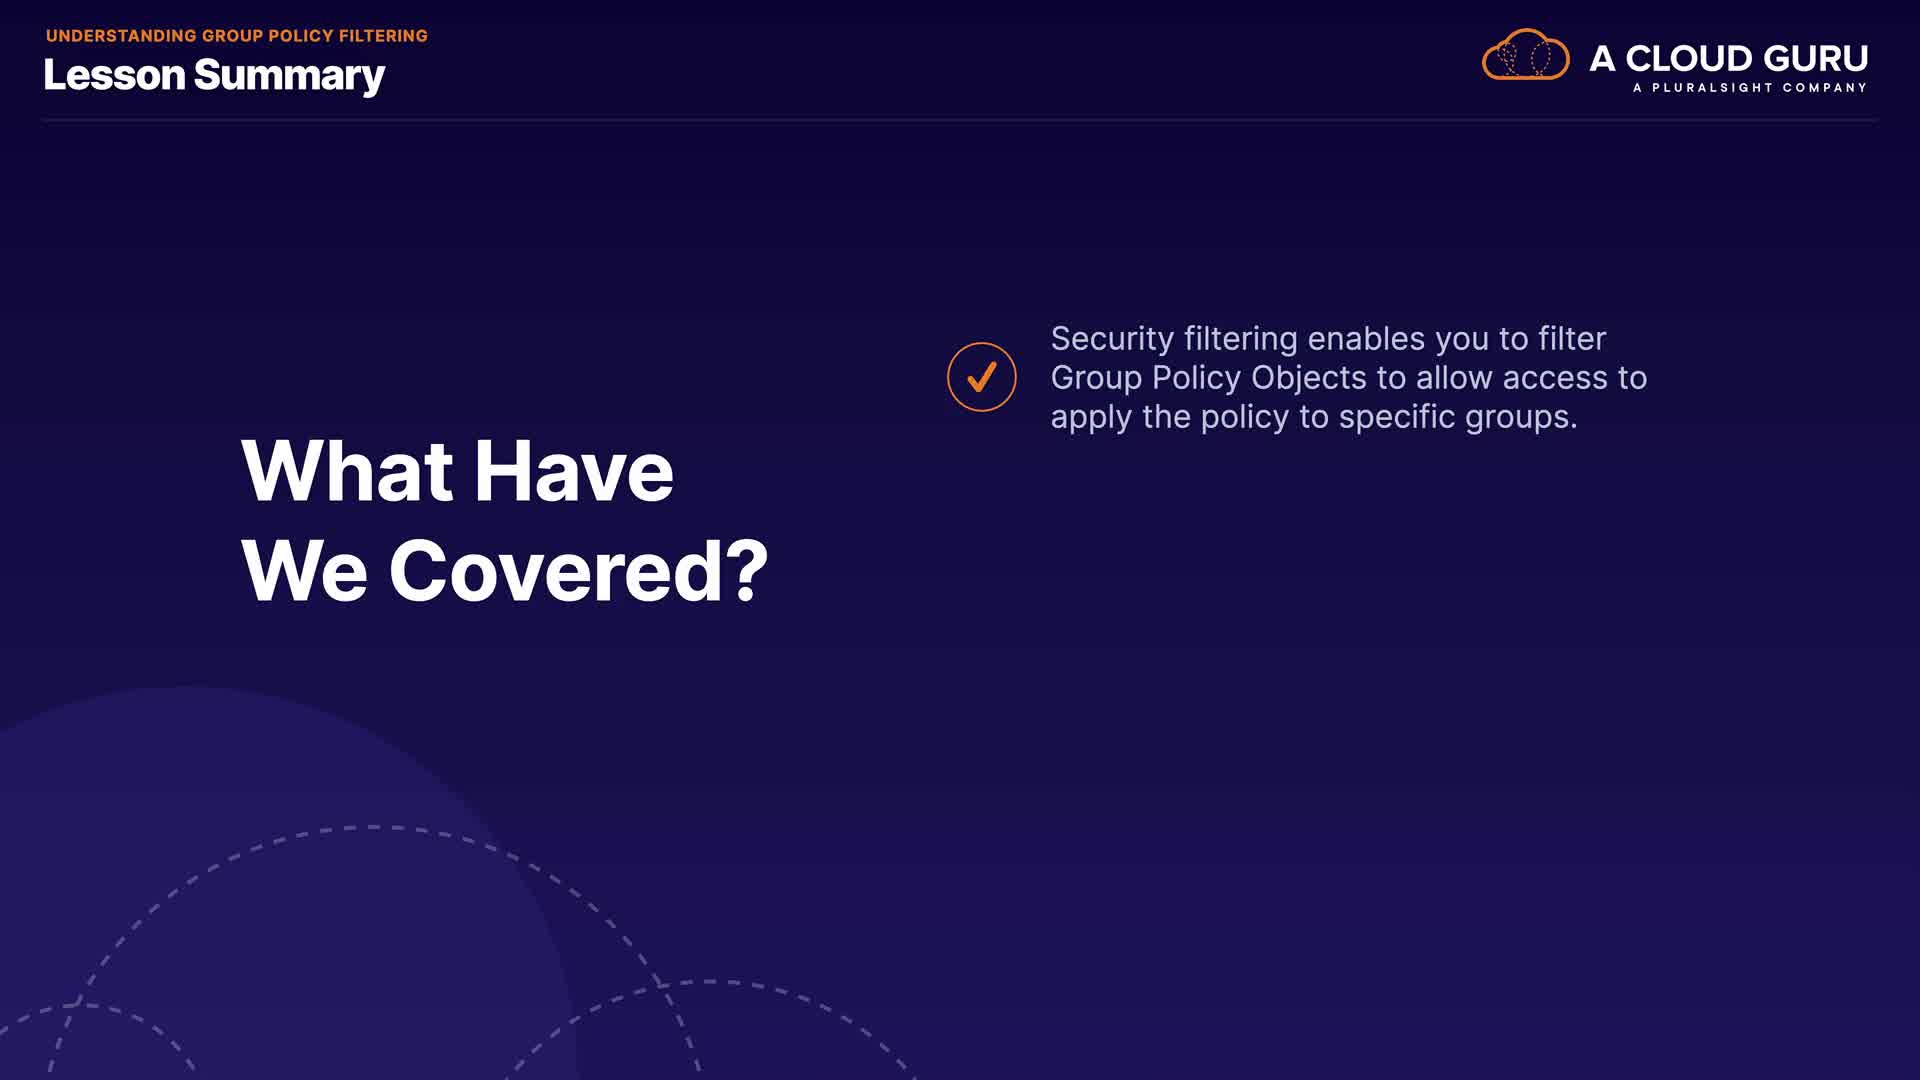 UNDERSTANDING GROUP POLICY FILTERING
Lesson Summary
A CLOUD GURU
A PLURALSIGHT COMPANY
What Have
We Covered?
Security filtering enables you to filter
Group Policy Objects to allow access to
apply the policy to specific groups.